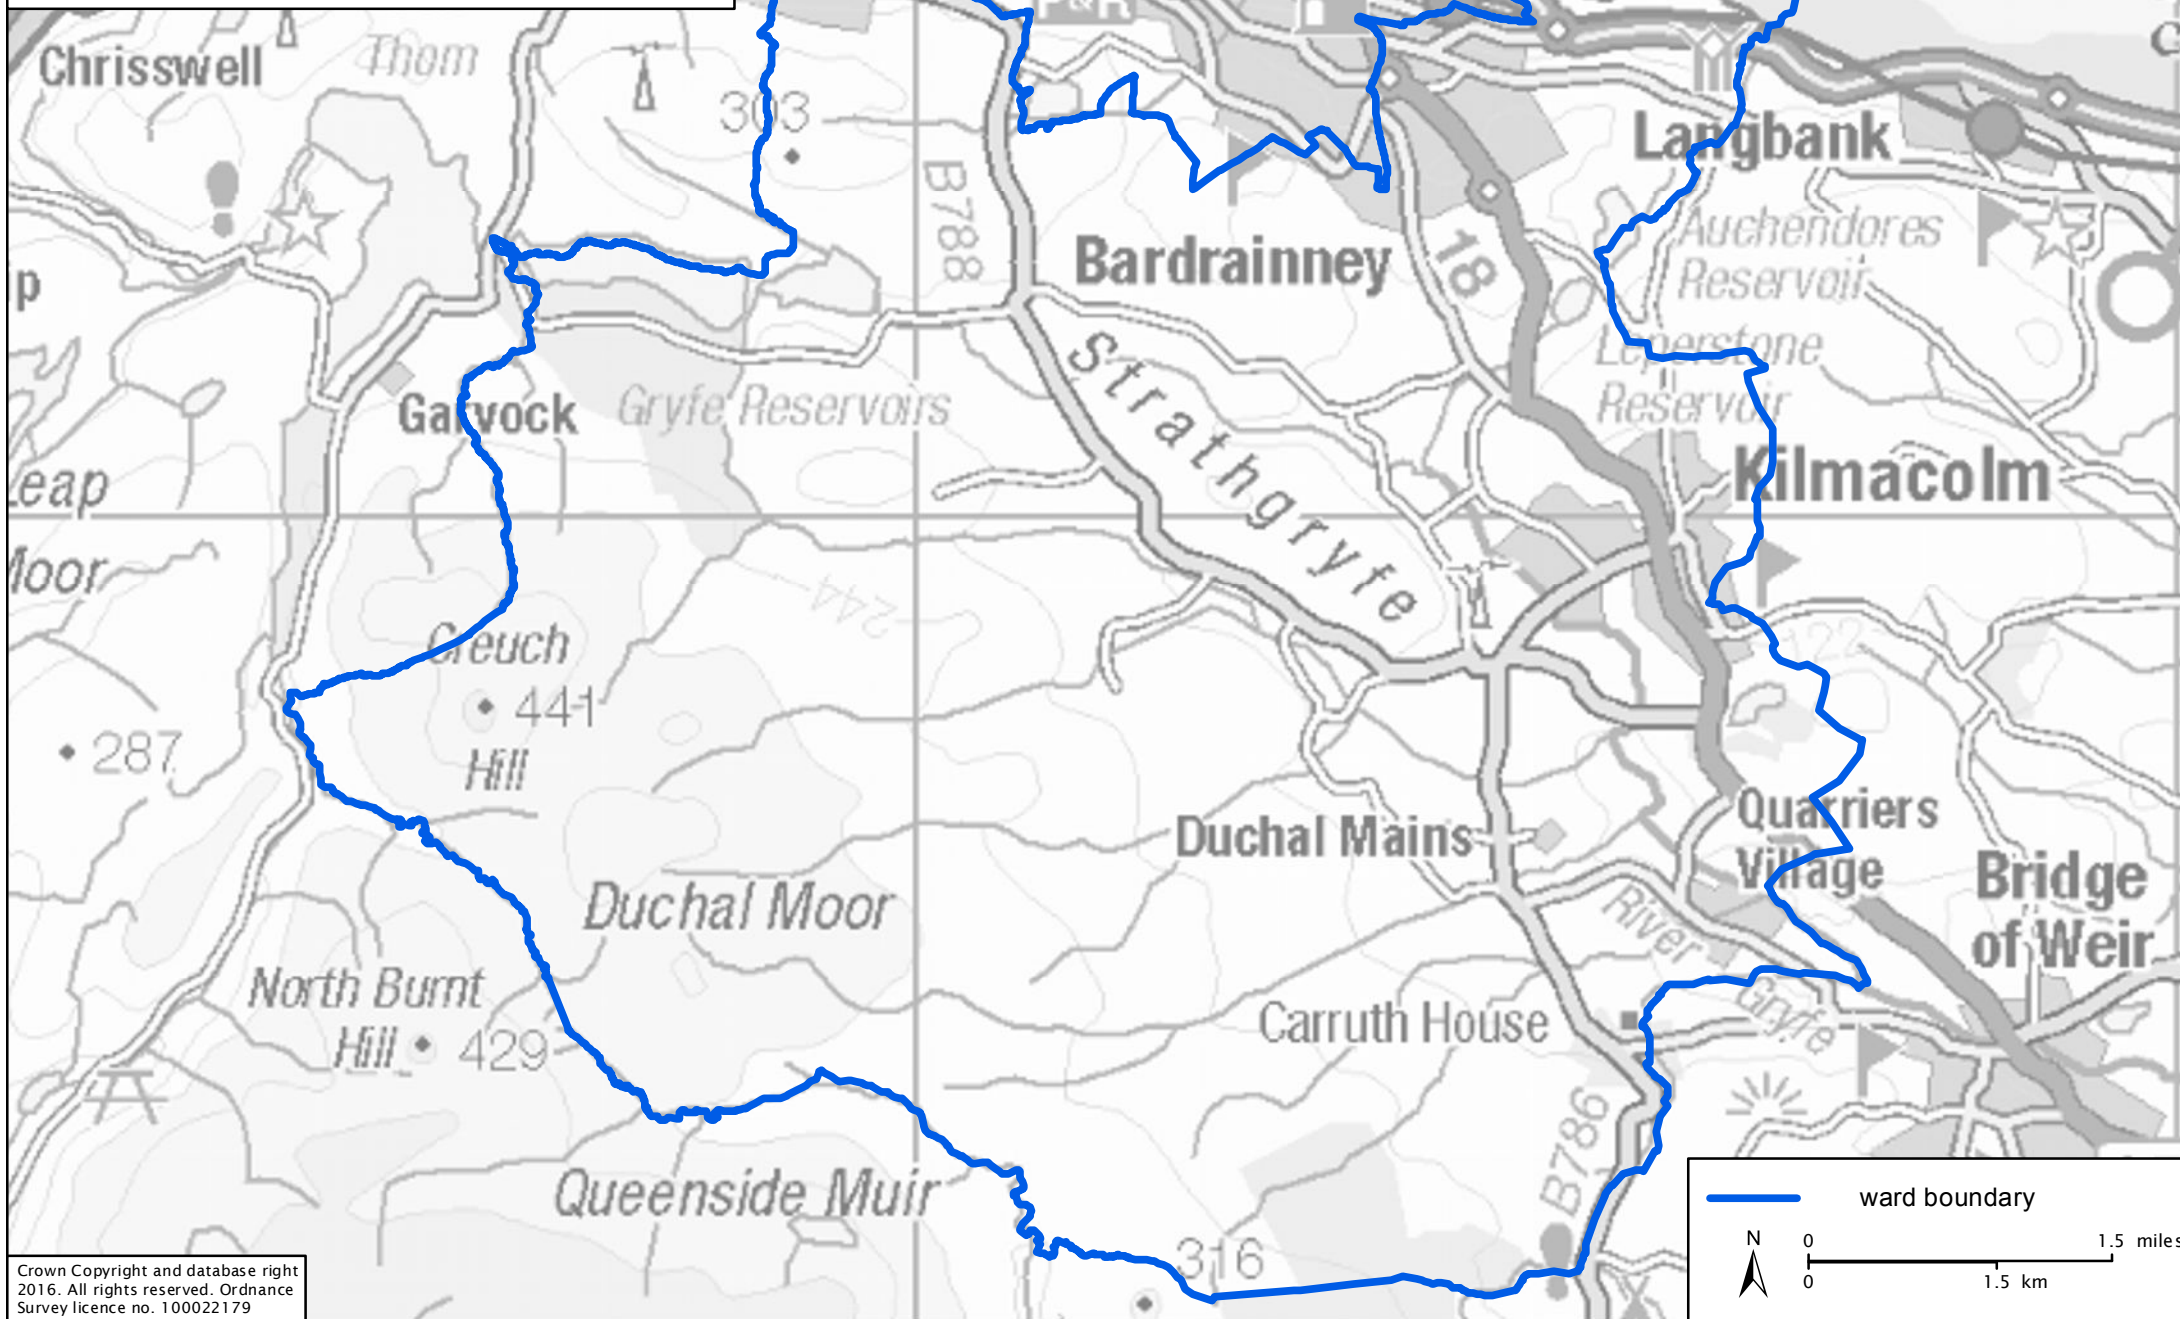 P&R
Chrisswell
Thom
303
Langbank
B788
Bardrainney
18
Auchendores
Reservoir
p
Strathgryfe
Leperstone
Reservoir
Garvock
Gryfe Reservoirs
Kilmacolm
Leap
Moor
244
Creuch
441
Hill
122
287
Quarriers
Village
Duchal Mains
Bridge
of Weir
Duchal Moor
River
Gryfe
North Burnt
Hill
429
Carruth House
B786
Queenside Muir
316
ward boundary
N
0 1.5 miles
0 1.5 km
Crown Copyright and database right
2016. All rights reserved. Ordnance
Survey licence no. 100022179